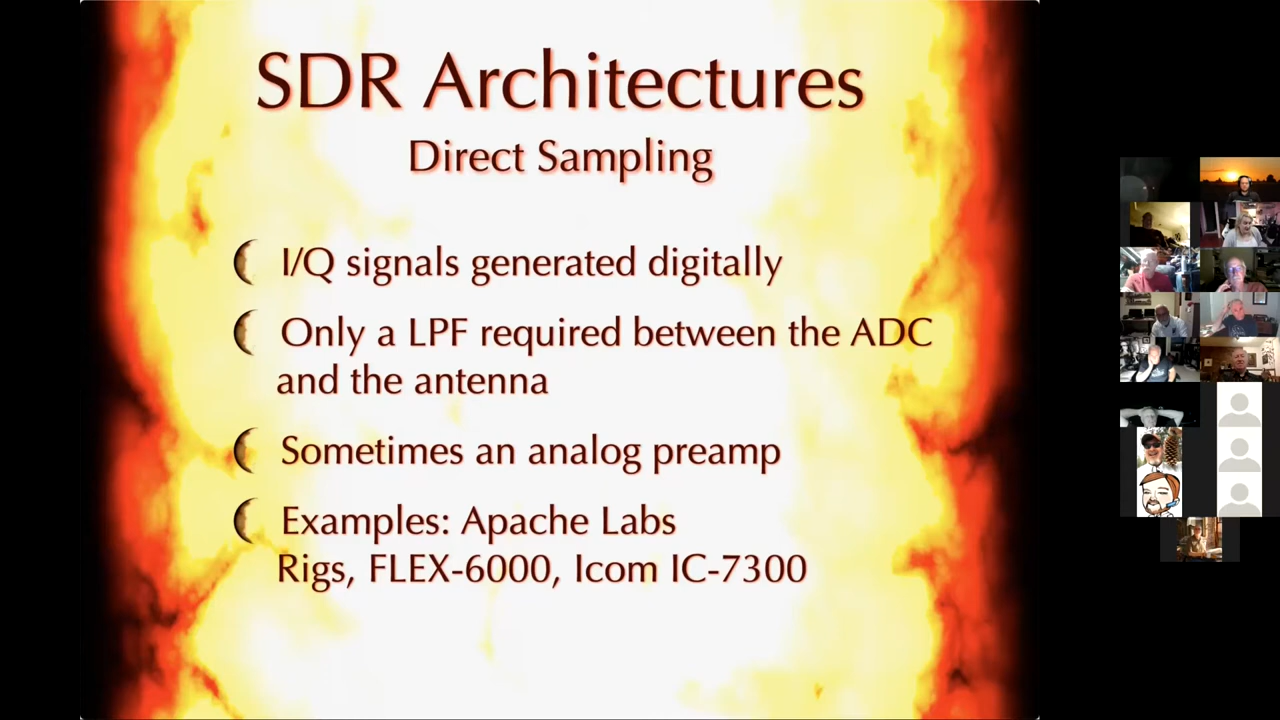 SDR Architectures
Direct Sampling
I/Q signals generated digitally
Only a LPF required between the ADC
and the antenna
Sometimes an analog preamp
Examples: Apache Labs
Rigs, FLEX-6000, Icom IC-7300